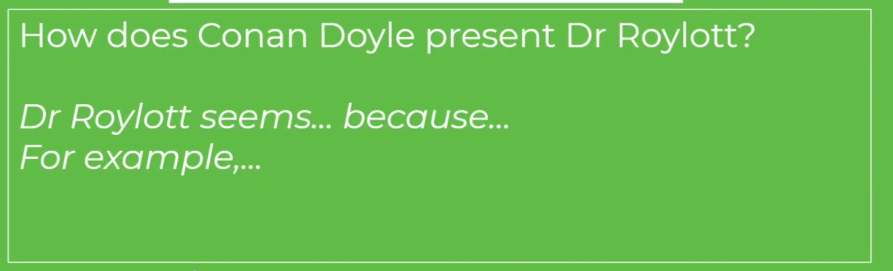 How does Conan Doyle present Dr Roylott?
Dr Roylott seems... because...
For example,...